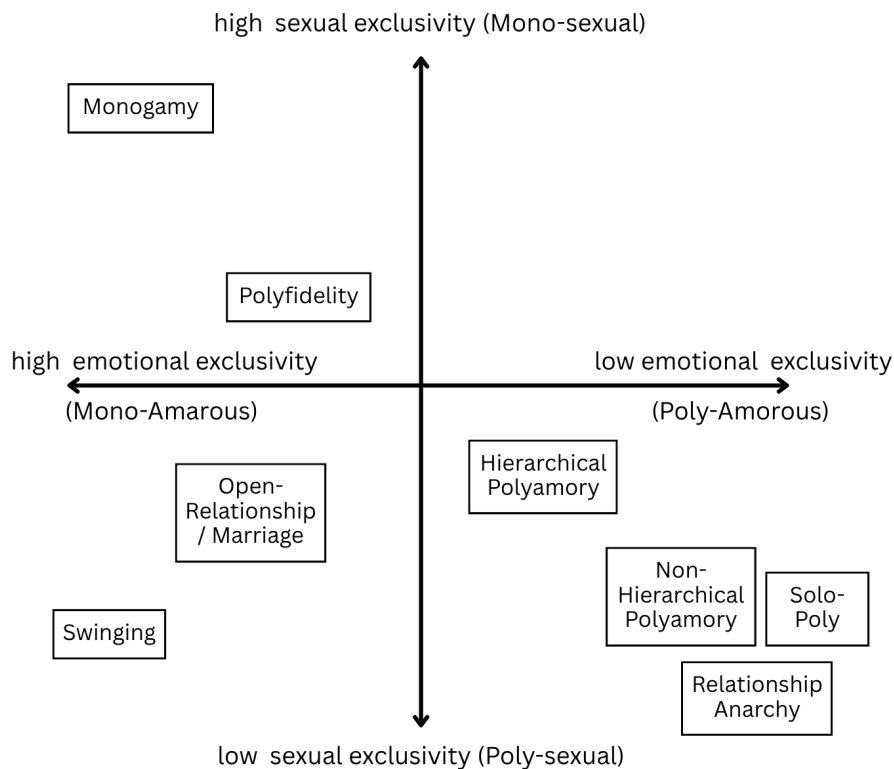 high sexual exclusivity (Mono-sexual)
Monogamy
Polyfidelity
high emotional exclusivity
low emotional exclusivity
(Mono-Amarous)
(Poly-Amorous)
Open-
Relationship
/ Marriage
Hierarchical
Polyamory
Non-
Hierarchical
Polyamory
Solo-
Poly
Swinging
Relationship
Anarchy
low sexual exclusivity (Poly-sexual)